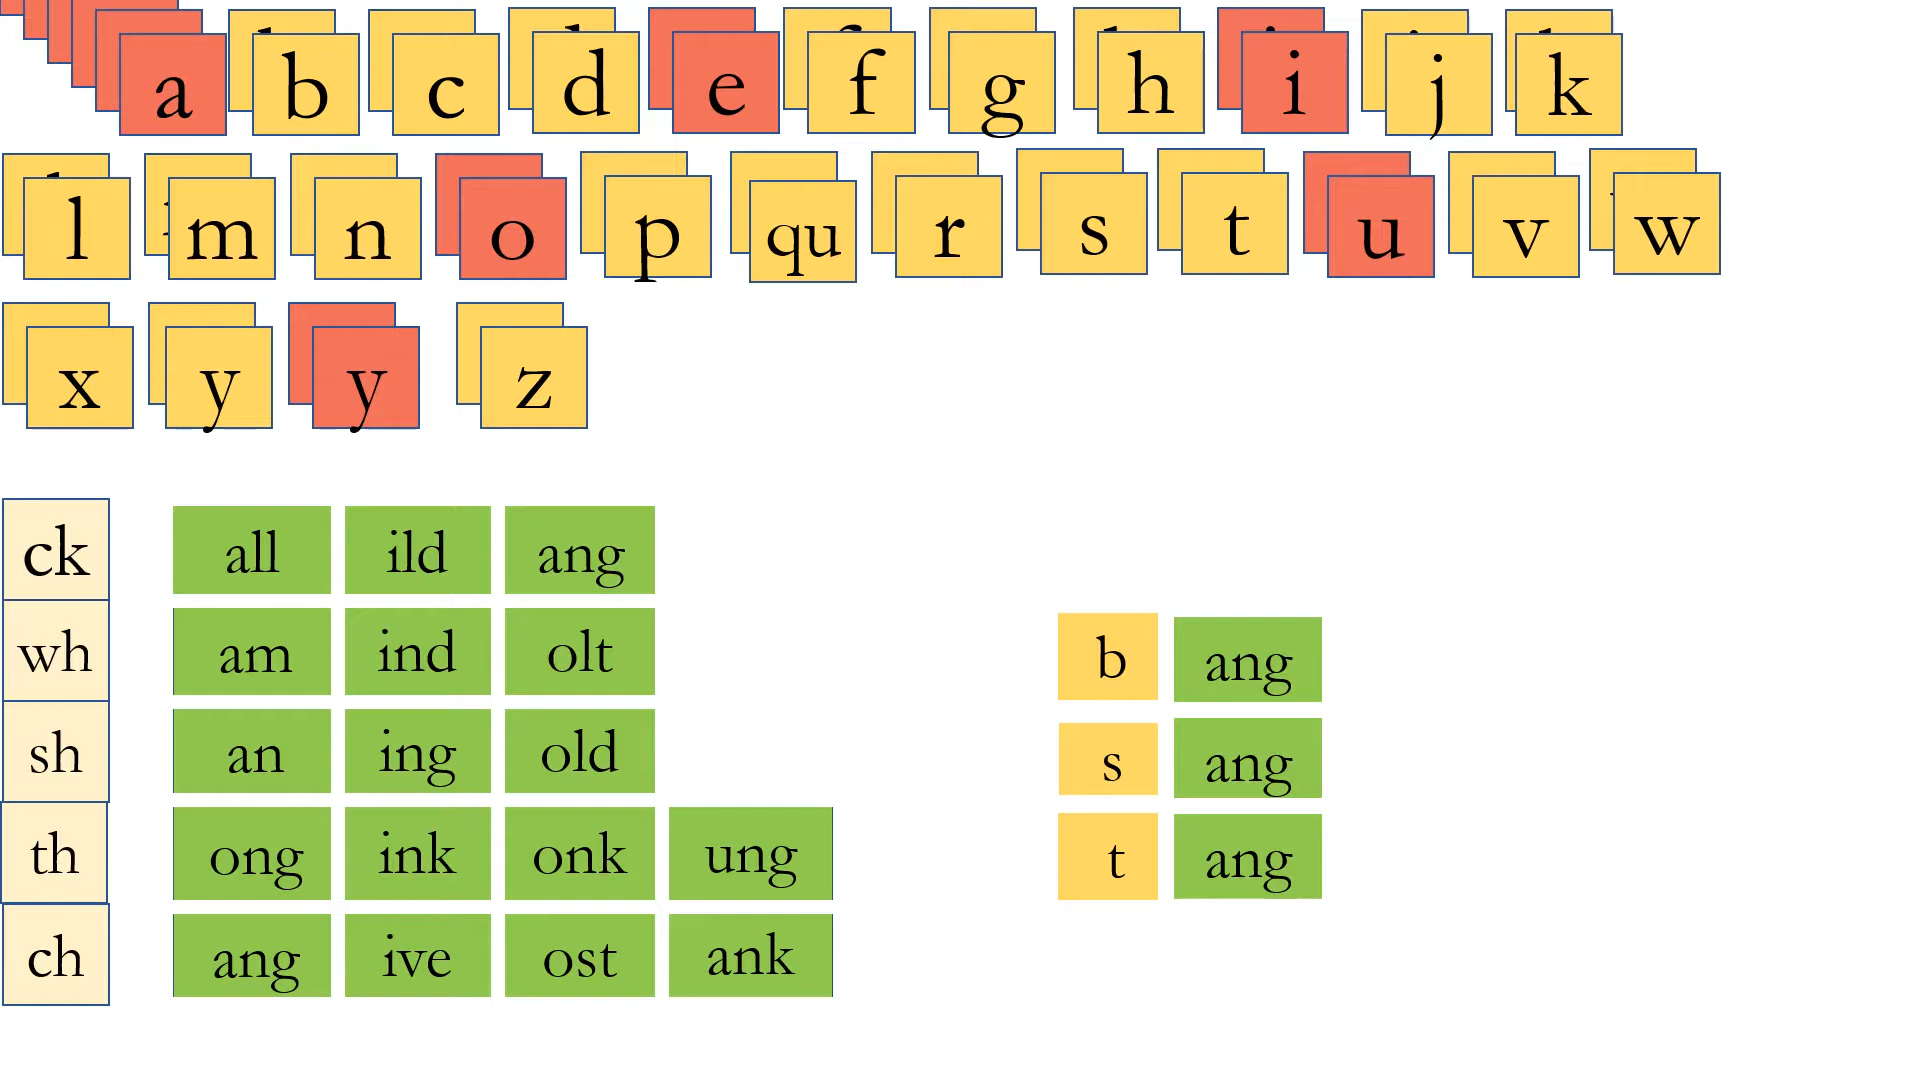 a b c d e f g h i j k
l m n o p qu r s t u v w
x y y z
ck all ild ang
wh am ind olt
b ang
sh an ing old
s ang
th ong ink onk ung
t ang
ch ang ive ost ank